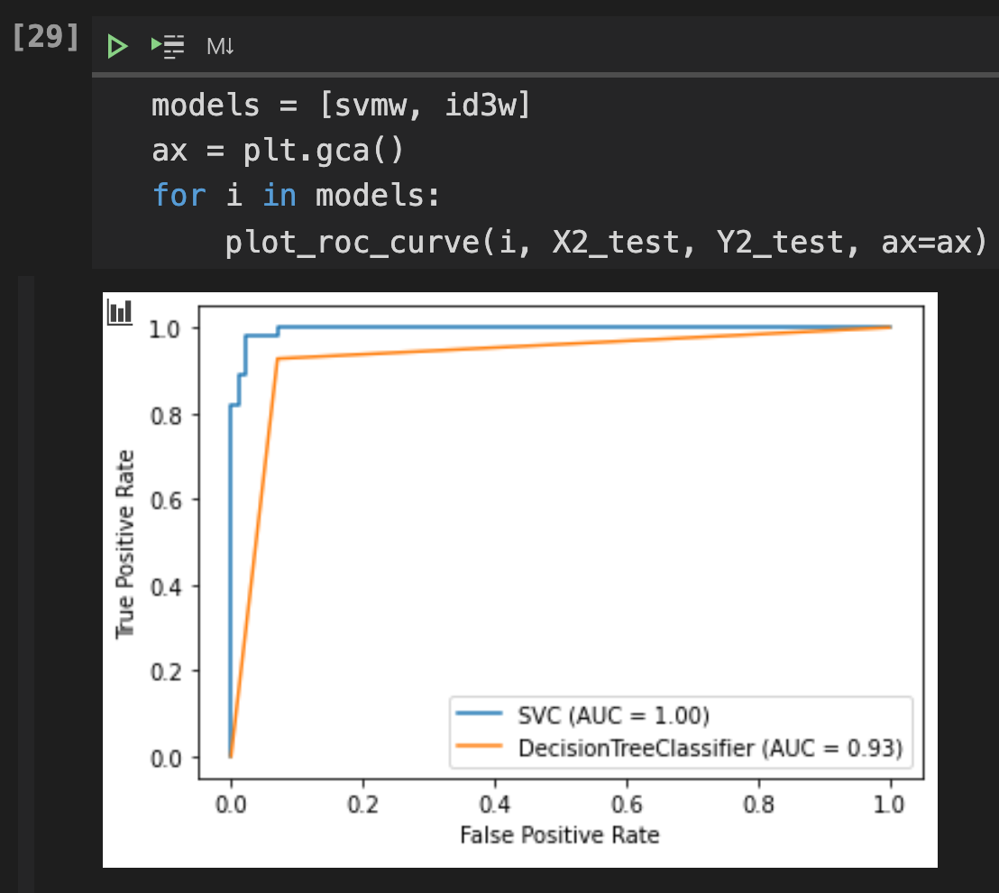 [29]
M↓
models = [svmw, id3w]
ax = plt.gca()
for i in models:
    plot_roc_curve(i, X2_test, Y2_test, ax=ax)
1.0
0.8
0.6
0.4
0.2
0.0
True Positive Rate
SVC (AUC = 1.00)
DecisionTreeClassifier (AUC = 0.93)
0.0 0.2 0.4 0.6 0.8 1.0
False Positive Rate